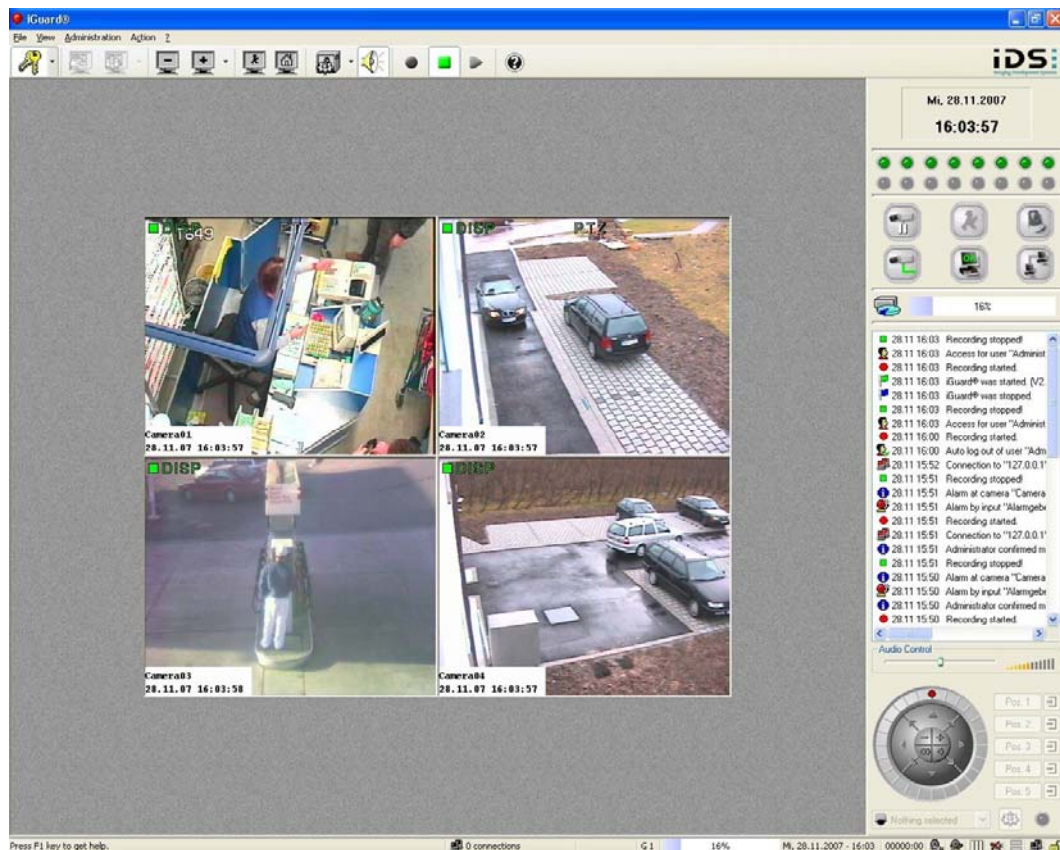 iGuard®
File View Administration Action ?
iDS:
Imaging Development Systems
Mi, 28.11.2007
16:03:57
DISP PTZ
T649
DISP PTZ
On
16%
Camera01
28.11.07 16:03:57
Camera02
28.11.07 16:03:57
DISP
DISP
Camera03
28.11.07 16:03:58
Camera04
28.11.07 16:03:57
28.11 16:03 Recording stopped!
28.11 16:03 Access for user "Administ
28.11 16:03 Recording started.
28.11 16:03 iGuard® was started. (V2.
28.11 16:03 iGuard® was stopped.
28.11 16:03 Recording stopped!
28.11 16:03 Access for user "Administ
28.11 16:00 Recording started.
28.11 16:00 Auto log out of user "Adm
28.11 15:52 Connection to "127.0.0.1"
28.11 15:51 Recording stopped!
28.11 15:51 Alarm at camera "Camera
28.11 15:51 Alarm by input "Alarmgebe
28.11 15:51 Recording started.
28.11 15:51 Connection to "127.0.0.1"
28.11 15:51 Administrator confirmed m
28.11 15:51 Recording stopped!
28.11 15:50 Alarm at camera "Camera
28.11 15:50 Alarm by input "Alarmgebe
28.11 15:50 Administrator confirmed m
28.11 15:50 Recording started.
Audio Control
Pos. 1
Pos. 2
Pos. 3
Pos. 4
Pos. 5
Nothing selected
Press F1 key to get help. 0 connections G 1 16% Mi, 28.11.2007 - 16:03 00000:00